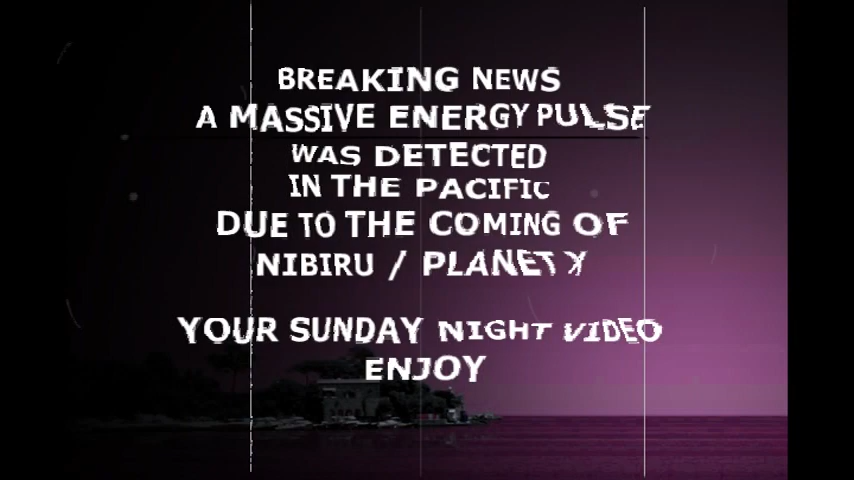 BREAKING NEWS
A MASSIVE ENERGY PULSE
WAS DETECTED
IN THE PACIFIC
DUE TO THE COMING OF
NIBIRU / PLANET X
YOUR SUNDAY NIGHT VIDEO
ENJOY